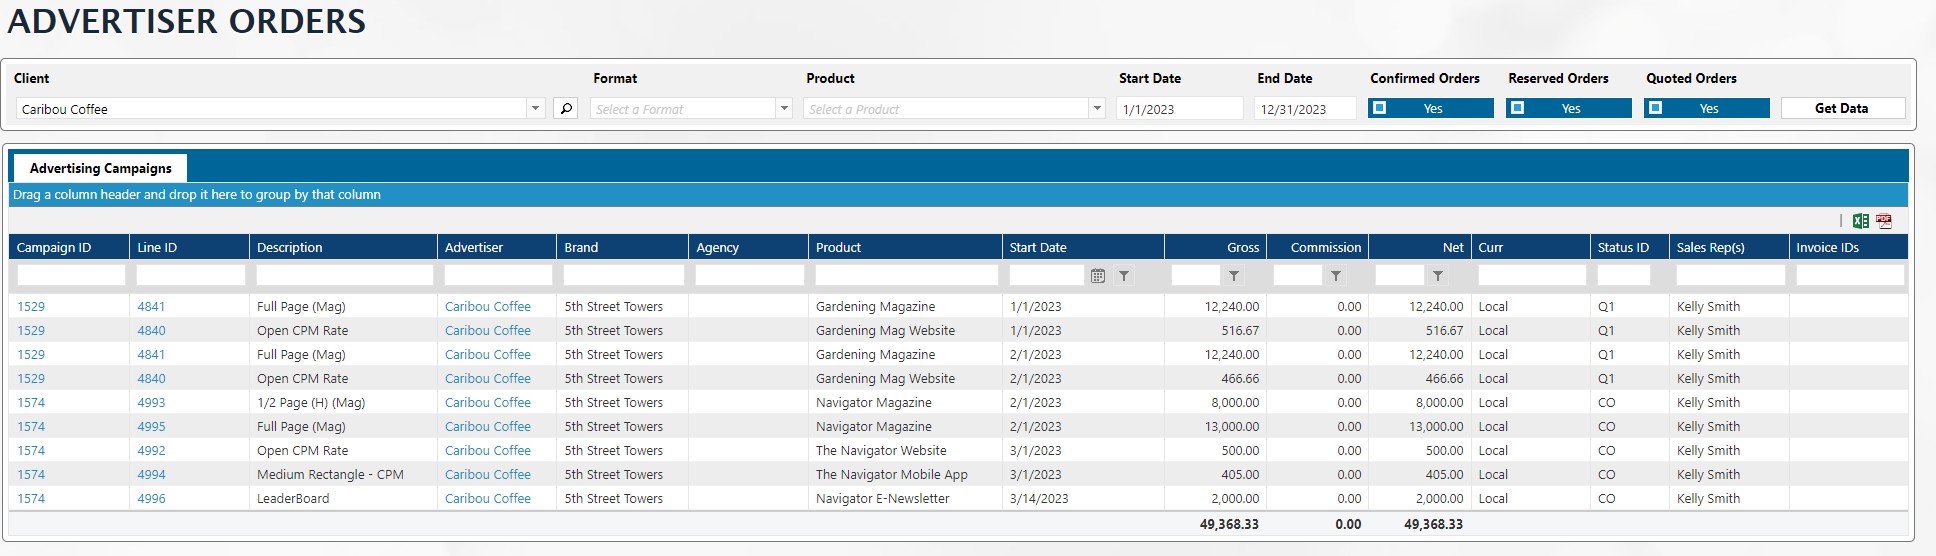 ADVERTISER ORDERS
Client Format Product Start Date End Date Confirmed Orders Reserved Orders Quoted Orders
Caribou Coffee Select a Format Select a Product 1/1/2023 12/31/2023 Yes Yes Yes Get Data
Advertising Campaigns
Drag a column header and drop it here to group by that column
PDF
Campaign ID Line ID Description Advertiser Brand Agency Product Start Date Gross Commission Net Curr Status ID Sales Rep(s) Invoice IDs
1529 4841 Full Page (Mag) Caribou Coffee 5th Street Towers Gardening Magazine 1/1/2023 12,240.00 0.00 12,240.00 Local Q1 Kelly Smith
1529 4840 Open CPM Rate Caribou Coffee 5th Street Towers Gardening Mag Website 1/1/2023 516.67 0.00 516.67 Local Q1 Kelly Smith
1529 4841 Full Page (Mag) Caribou Coffee 5th Street Towers Gardening Magazine 2/1/2023 12,240.00 0.00 12,240.00 Local Q1 Kelly Smith
1529 4840 Open CPM Rate Caribou Coffee 5th Street Towers Gardening Mag Website 2/1/2023 466.66 0.00 466.66 Local Q1 Kelly Smith
1574 4993 1/2 Page (H) (Mag) Caribou Coffee 5th Street Towers Navigator Magazine 2/1/2023 8,000.00 0.00 8,000.00 Local CO Kelly Smith
1574 4995 Full Page (Mag) Caribou Coffee 5th Street Towers Navigator Magazine 2/1/2023 13,000.00 0.00 13,000.00 Local CO Kelly Smith
1574 4992 Open CPM Rate Caribou Coffee 5th Street Towers The Navigator Website 3/1/2023 500.00 0.00 500.00 Local CO Kelly Smith
1574 4994 Medium Rectangle - CPM Caribou Coffee 5th Street Towers The Navigator Mobile App 3/1/2023 405.00 0.00 405.00 Local CO Kelly Smith
1574 4996 LeaderBoard Caribou Coffee 5th Street Towers Navigator E-Newsletter 3/14/2023 2,000.00 0.00 2,000.00 Local CO Kelly Smith
49,368.33 0.00 49,368.33